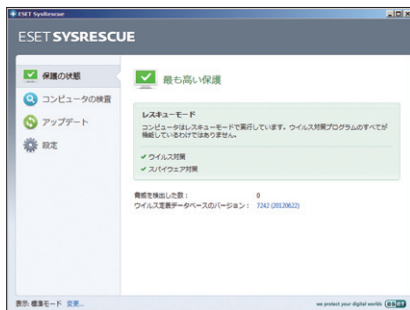 ESET SysRescue
ESET SYSRESCUE
保護の状態
コンピュータの検査
アップデート
設定
最も高い保護
レスキューモード
コンピュータはレスキューモードで実行しています。ウイルス対策プログラムのすべてが
機能しているわけではありません。
ウイルス対策
スパイウェア対策
脅威を検出した数： 0
ウイルス定義データベースのバージョン： 7242 (20120622)
表示: 標準モード 変更...
we protect your digital worlds eset